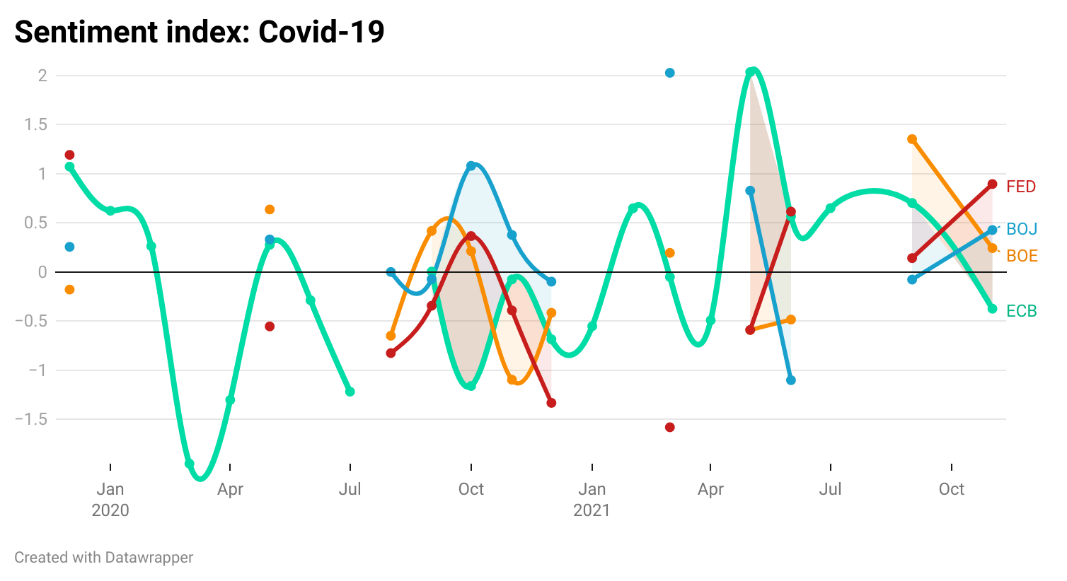 Sentiment index: Covid-19
2
1.5
1
0.5
0
−0.5
−1
−1.5
FED
BOJ
BOE
ECB
Jan Apr Jul Oct Jan Apr Jul Oct
2020 2021
Created with Datawrapper